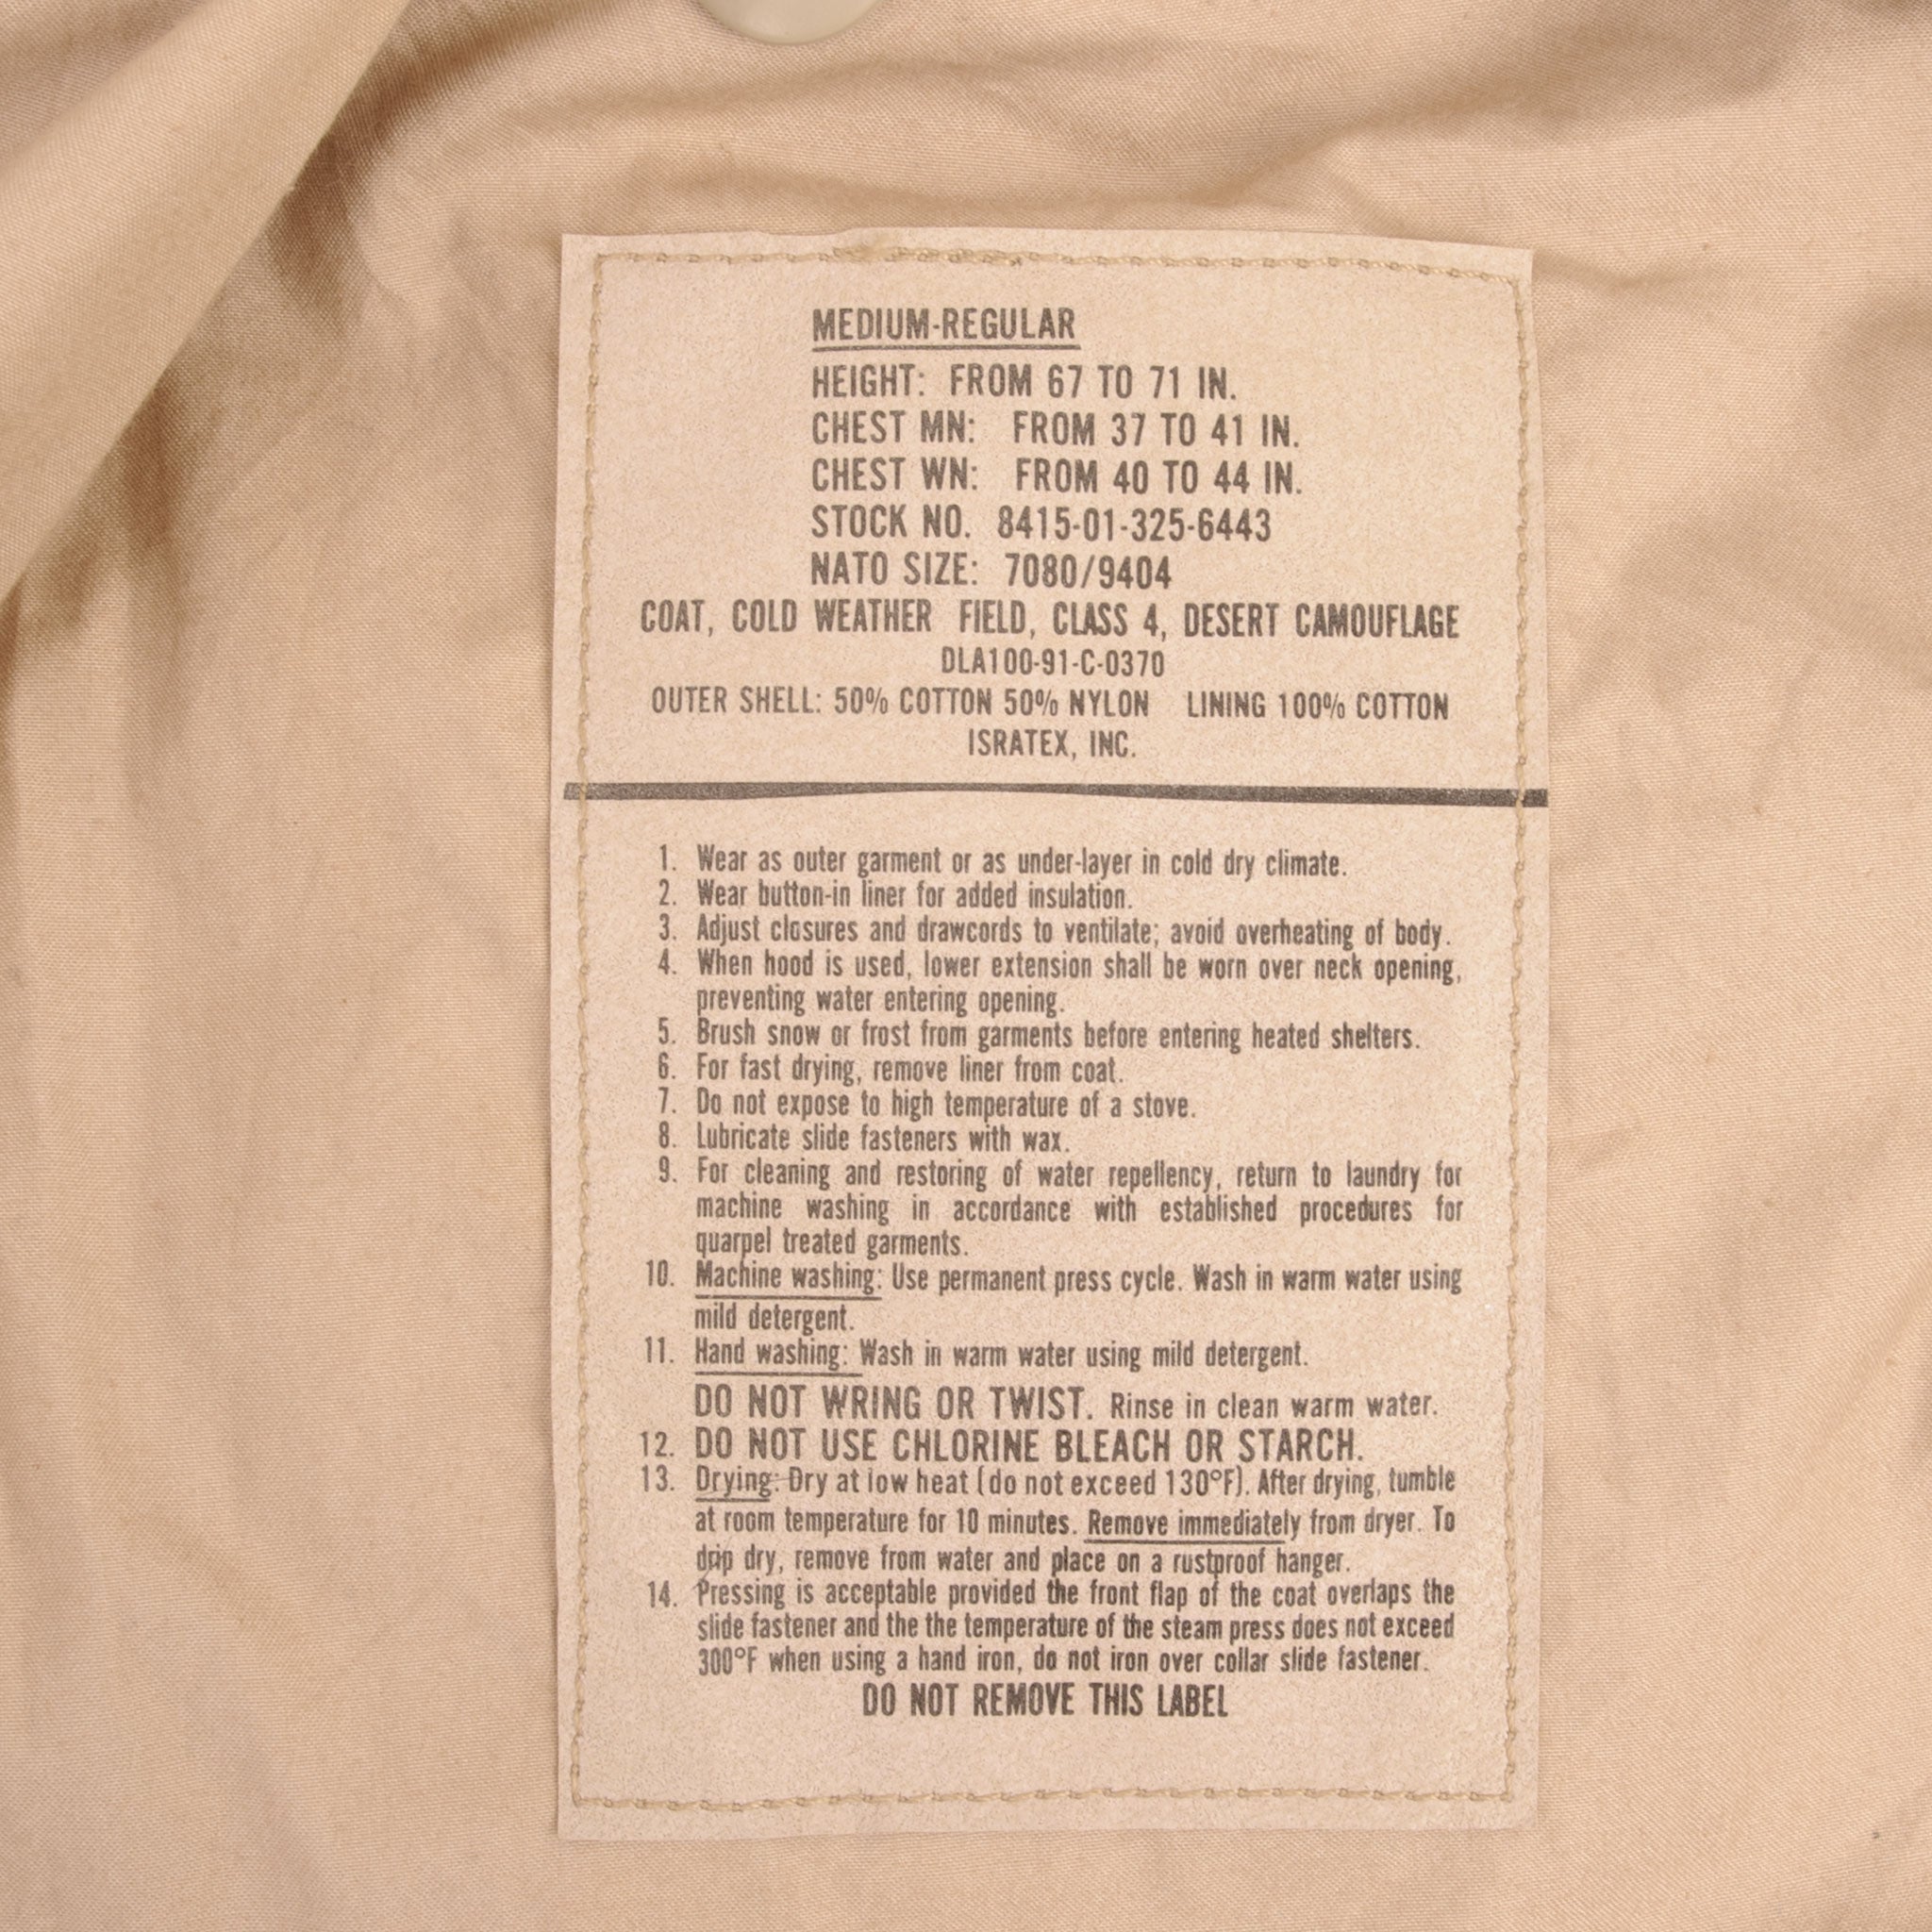 MEDIUM-REGULAR
HEIGHT: FROM 67 TO 71 IN.
CHEST MN: FROM 37 TO 41 IN.
CHEST WN: FROM 40 TO 44 IN.
STOCK NO. 8415-01-325-6443
NATO SIZE: 7080/9404
COAT, COLD WEATHER FIELD, CLASS 4, DESERT CAMOUFLAGE
DLA100-91-C-0370
OUTER SHELL: 50% COTTON 50% NYLON LINING 100% COTTON
ISRATEX, INC.
1. Wear as outer garment or as under-layer in cold dry climate.
2. Wear button-in liner for added insulation.
3. Adjust closures and drawcords to ventilate; avoid overheating of body.
4. When hood is used, lower extension shall be worn over neck opening,
preventing water entering opening.
5. Brush snow or frost from garments before entering heated shelters.
6. For fast drying, remove liner from coat.
7. Do not expose to high temperature of a stove.
8. Lubricate slide fasteners with wax.
9. For cleaning and restoring of water repellency, return to laundry for
machine washing in accordance with established procedures for
quarpel treated garments.
10. Machine washing: Use permanent press cycle. Wash in warm water using
mild detergent.
11. Hand washing: Wash in warm water using mild detergent.
DO NOT WRING OR TWIST. Rinse in clean warm water.
12. DO NOT USE CHLORINE BLEACH OR STARCH.
13. Drying: Dry at low heat (do not exceed 130°F). After drying, tumble
at room temperature for 10 minutes. Remove immediately from dryer. To
drip dry, remove from water and place on a rustproof hanger.
14. Pressing is acceptable provided the front flap of the coat overlaps the
slide fastener and the the temperature of the steam press does not exceed
300°F when using a hand iron, do not iron over collar slide fastener.
DO NOT REMOVE THIS LABEL